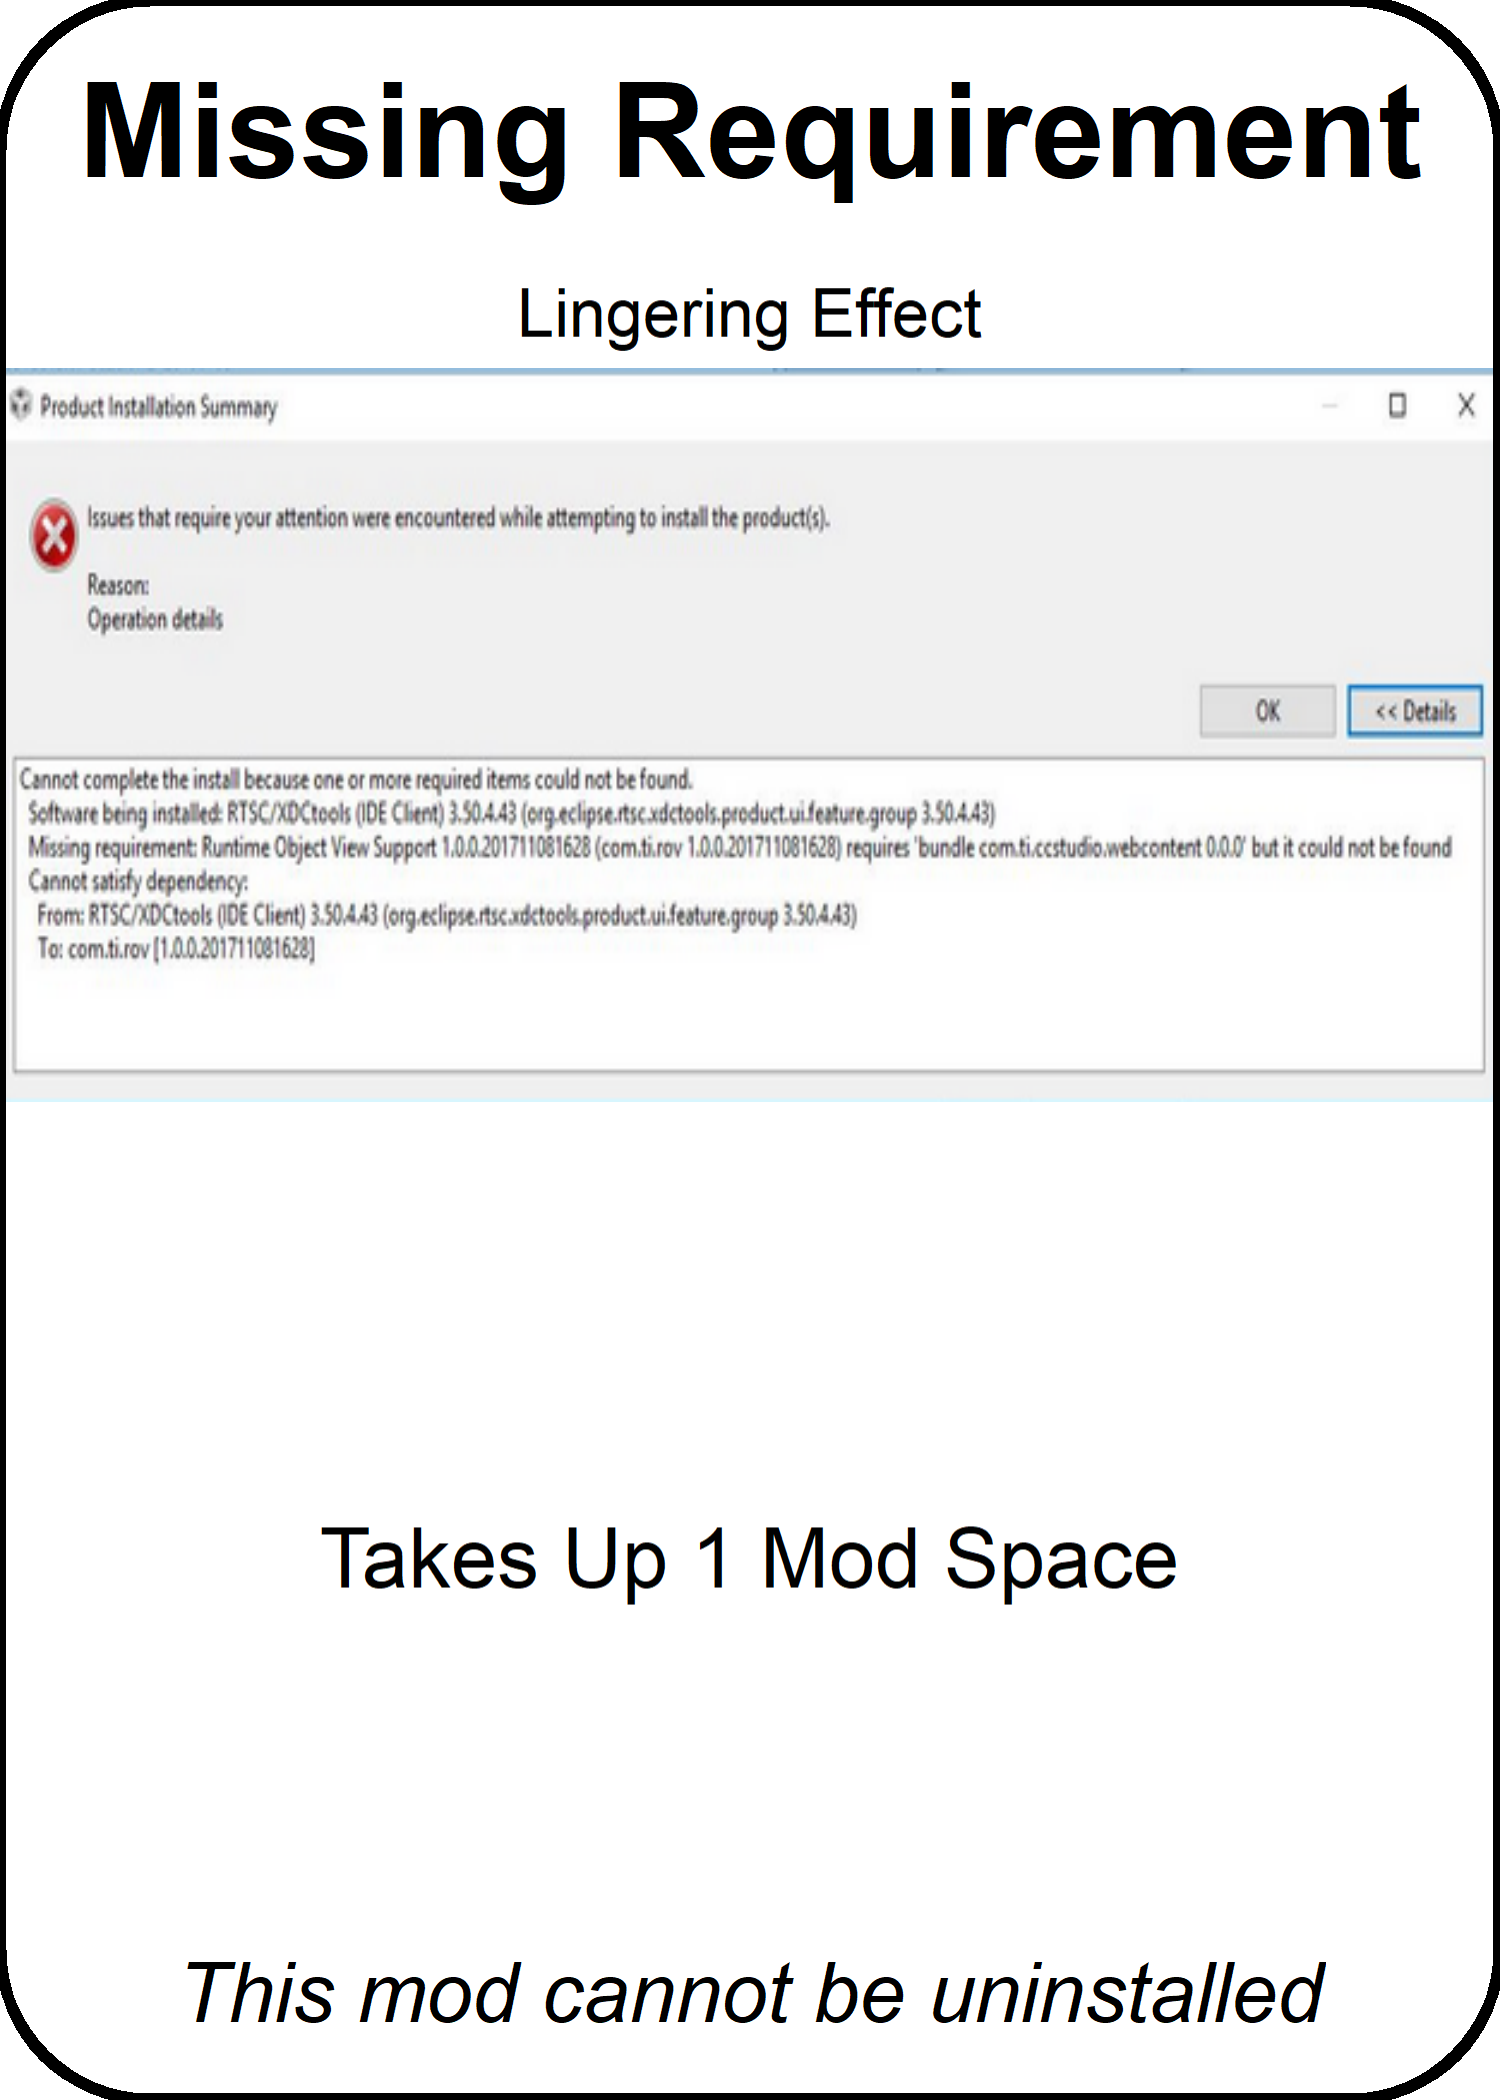 Missing Requirement
Lingering Effect
Product Installation Summary
Issues that require your attention were encountered while attempting to install the product(s).
Reason:
Operation details
OK
<< Details
Cannot complete the install because one or more required items could not be found.
Software being installed: RTSC/XDCtools (IDE Client) 3.50.4.43 (org.eclipse.rtsc.xdctools.product.ui.feature.group 3.50.4.43)
Missing requirement: Runtime Object View Support 1.0.0.201711081628 (com.ti.rov 1.0.0.201711081628) requires 'bundle com.ti.ccstudio.webcontent 0.0.0' but it could not be found
Cannot satisfy dependency:
From: RTSC/XDCtools (IDE Client) 3.50.4.43 (org.eclipse.rtsc.xdctools.product.ui.feature.group 3.50.4.43)
To: com.ti.rov [1.0.0.201711081628]
Takes Up 1 Mod Space
This mod cannot be uninstalled